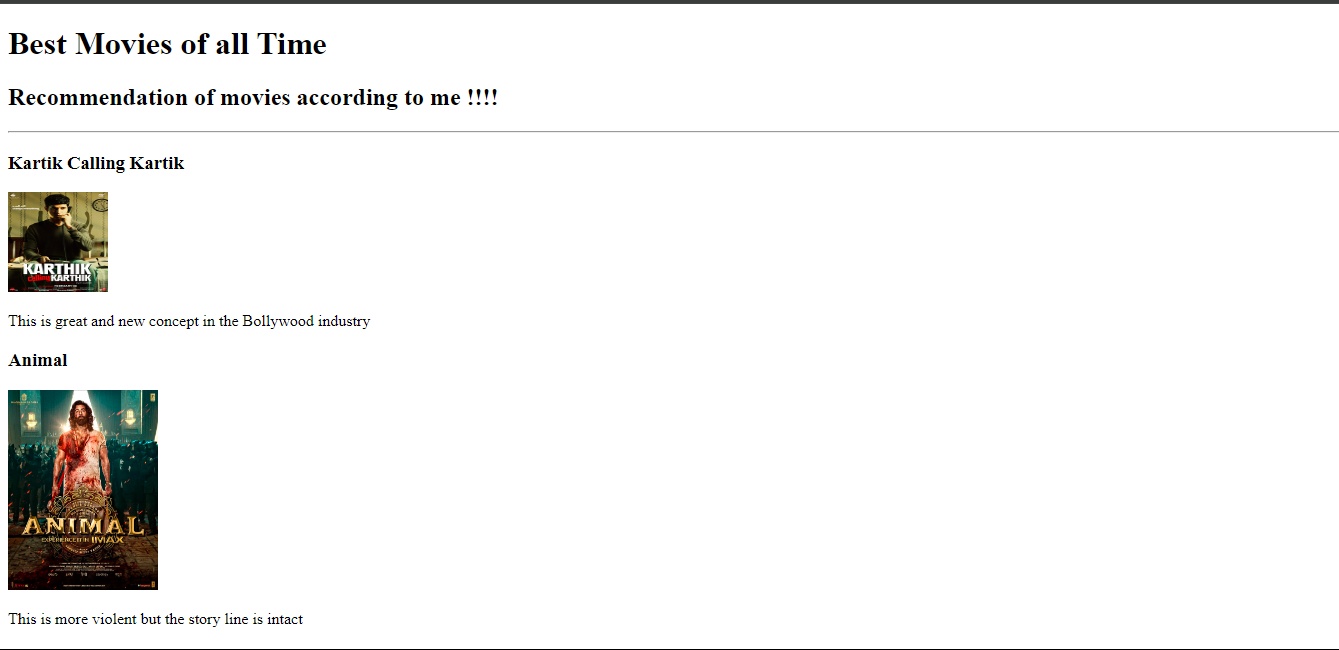 Best Movies of all Time
Recommendation of movies according to me !!!!
Kartik Calling Kartik
KARTHIK
calling KARTHIK
This is great and new concept in the Bollywood industry
Animal
ANIMAL
EXPERIENCE IT IN IMAX
This is more violent but the story line is intact